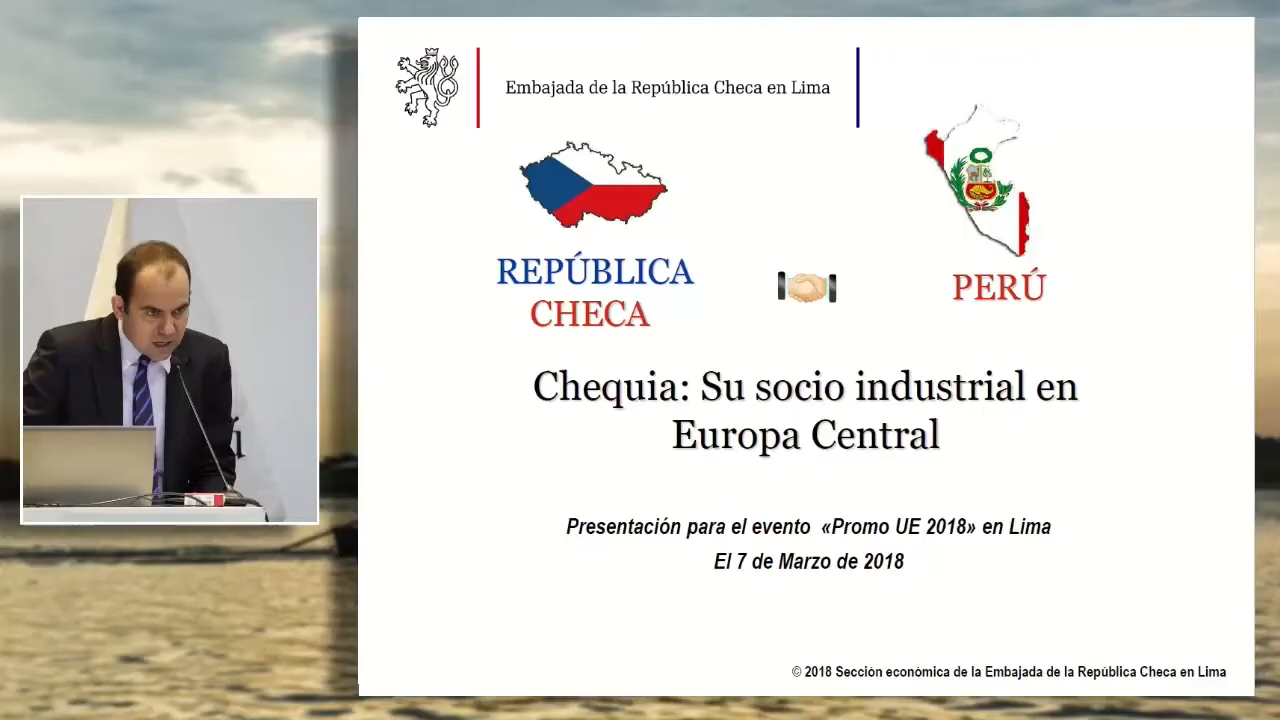 Embajada de la República Checa en Lima
REPÚBLICA
CHECA
PERÚ
Chequia: Su socio industrial en
Europa Central
Presentación para el evento «Promo UE 2018» en Lima
El 7 de Marzo de 2018
© 2018 Sección económica de la Embajada de la República Checa en Lima